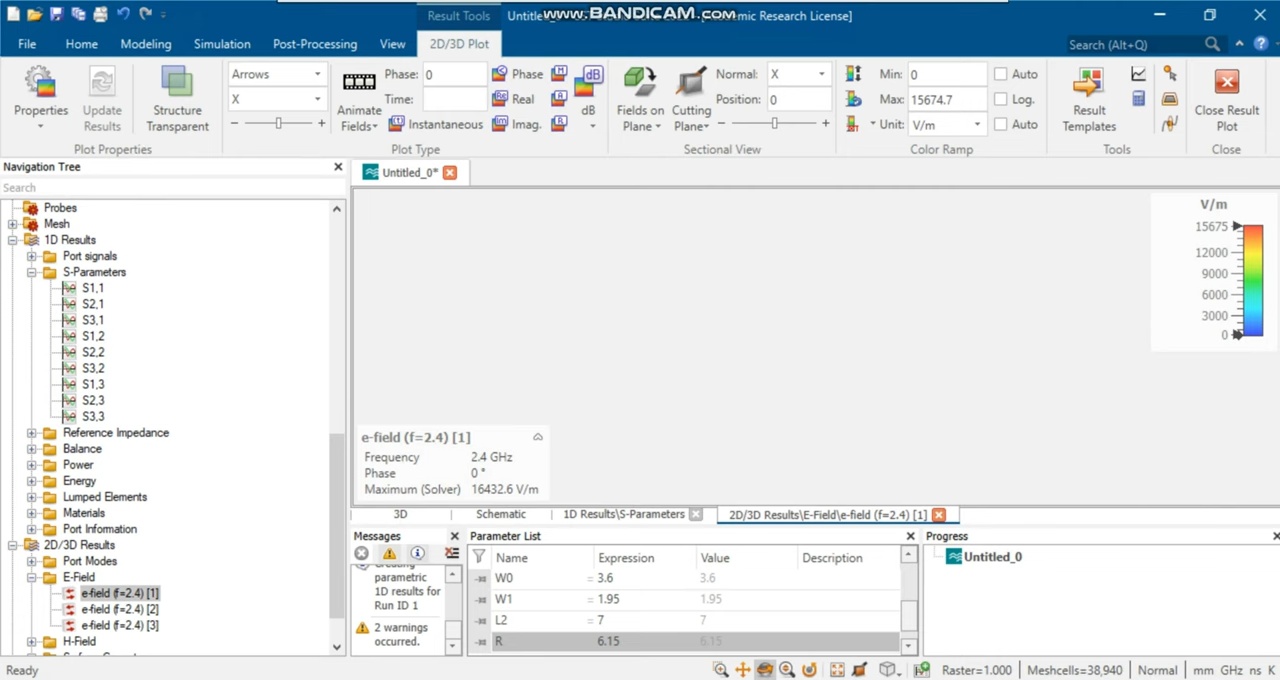 Result Tools
Untitled_
www.BANDICAM.com
mic Research License]
File
Home
Modeling
Simulation
Post-Processing
View
2D/3D Plot
Search (Alt+Q)
Properties
Update
Results
Structure
Transparent
Plot Properties
Arrows
X
Animate
Fields
Phase: 0
Time:
Instantaneous
Phase
Real
Imag.
dB
dB
Plot Type
Fields on
Plane
Cutting
Plane
Normal: X
Position: 0
Sectional View
Min: 0
Auto
Max: 15674.7
Log.
Unit: V/m
Auto
Color Ramp
Result
Templates
Tools
Close Result
Plot
Close
Navigation Tree
Search
Probes
Mesh
1D Results
Port signals
S-Parameters
S1,1
S2,1
S3,1
S1,2
S2,2
S3,2
S1,3
S2,3
S3,3
Reference Impedance
Balance
Power
Energy
Lumped Elements
Materials
Port Information
2D/3D Results
Port Modes
E-Field
e-field (f=2.4) [1]
e-field (f=2.4) [2]
e-field (f=2.4) [3]
H-Field
Untitled_0*
V/m
15675
12000
9000
6000
3000
0
e-field (f=2.4) [1]
Frequency 2.4 GHz
Phase 0 °
Maximum (Solver) 16432.6 V/m
3D
Schematic
1D Results\S-Parameters
2D/3D Results\E-Field\e-field (f=2.4) [1]
Messages
parametric
1D results for
Run ID 1
2 warnings
occurred.
Parameter List
Name Expression Value Description
W0 = 3.6 3.6
W1 = 1.95 1.95
L2 = 7 7
R 6.15 6.15
Progress
Untitled_0
Ready
Raster=1.000
Meshcells=38,940
Normal
mm GHz ns K